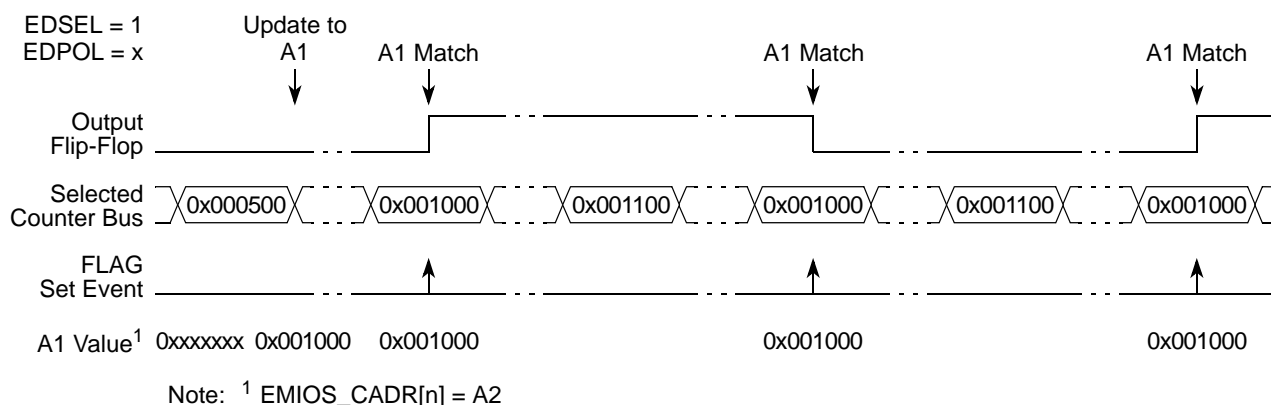 EDSEL = 1
EDPOL = x
Update to
A1
A1 Match
A1 Match
A1 Match
Output
Flip-Flop
Selected
Counter Bus
0x000500
0x001000
0x001100
0x001000
0x001100
0x001000
FLAG
Set Event
A1 Value1 0xxxxxxx 0x001000 0x001000 0x001000 0x001000
Note: 1 EMIOS_CADR[n] = A2